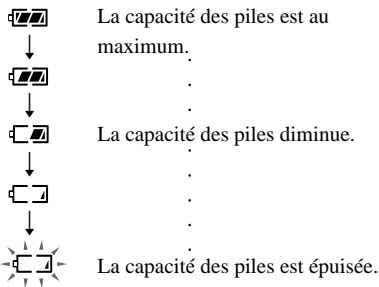 La capacité des piles est au
maximum.
La capacité des piles diminue.
La capacité des piles est épuisée.